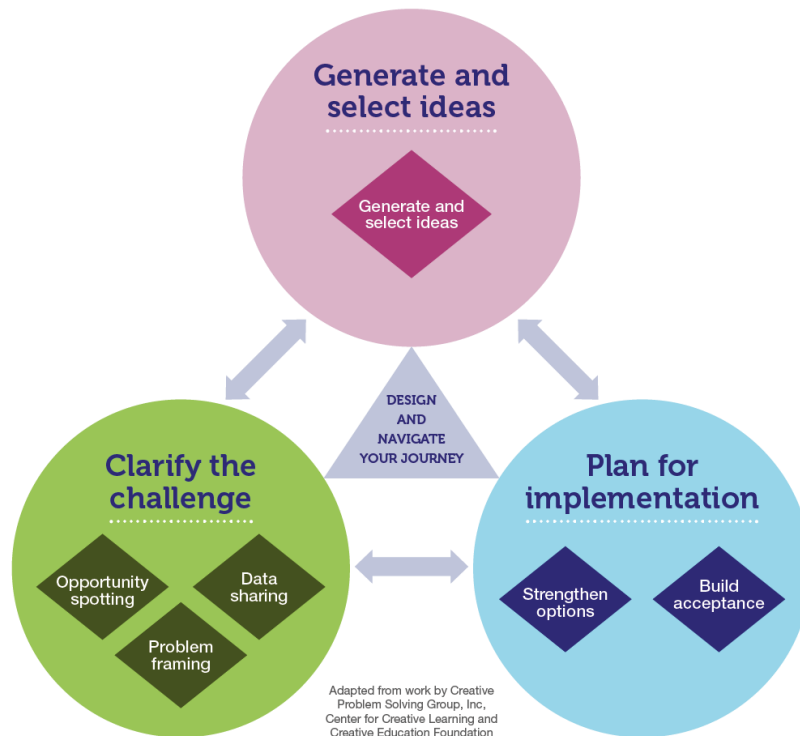 Generate and
select ideas
Generate and
select ideas
DESIGN
AND
NAVIGATE
YOUR JOURNEY
Clarify the
challenge
Opportunity
spotting
Data
sharing
Problem
framing
Plan for
implementation
Strengthen
options
Build
acceptance
Adapted from work by Creative
Problem Solving Group, Inc,
Center for Creative Learning and
Creative Education Foundation